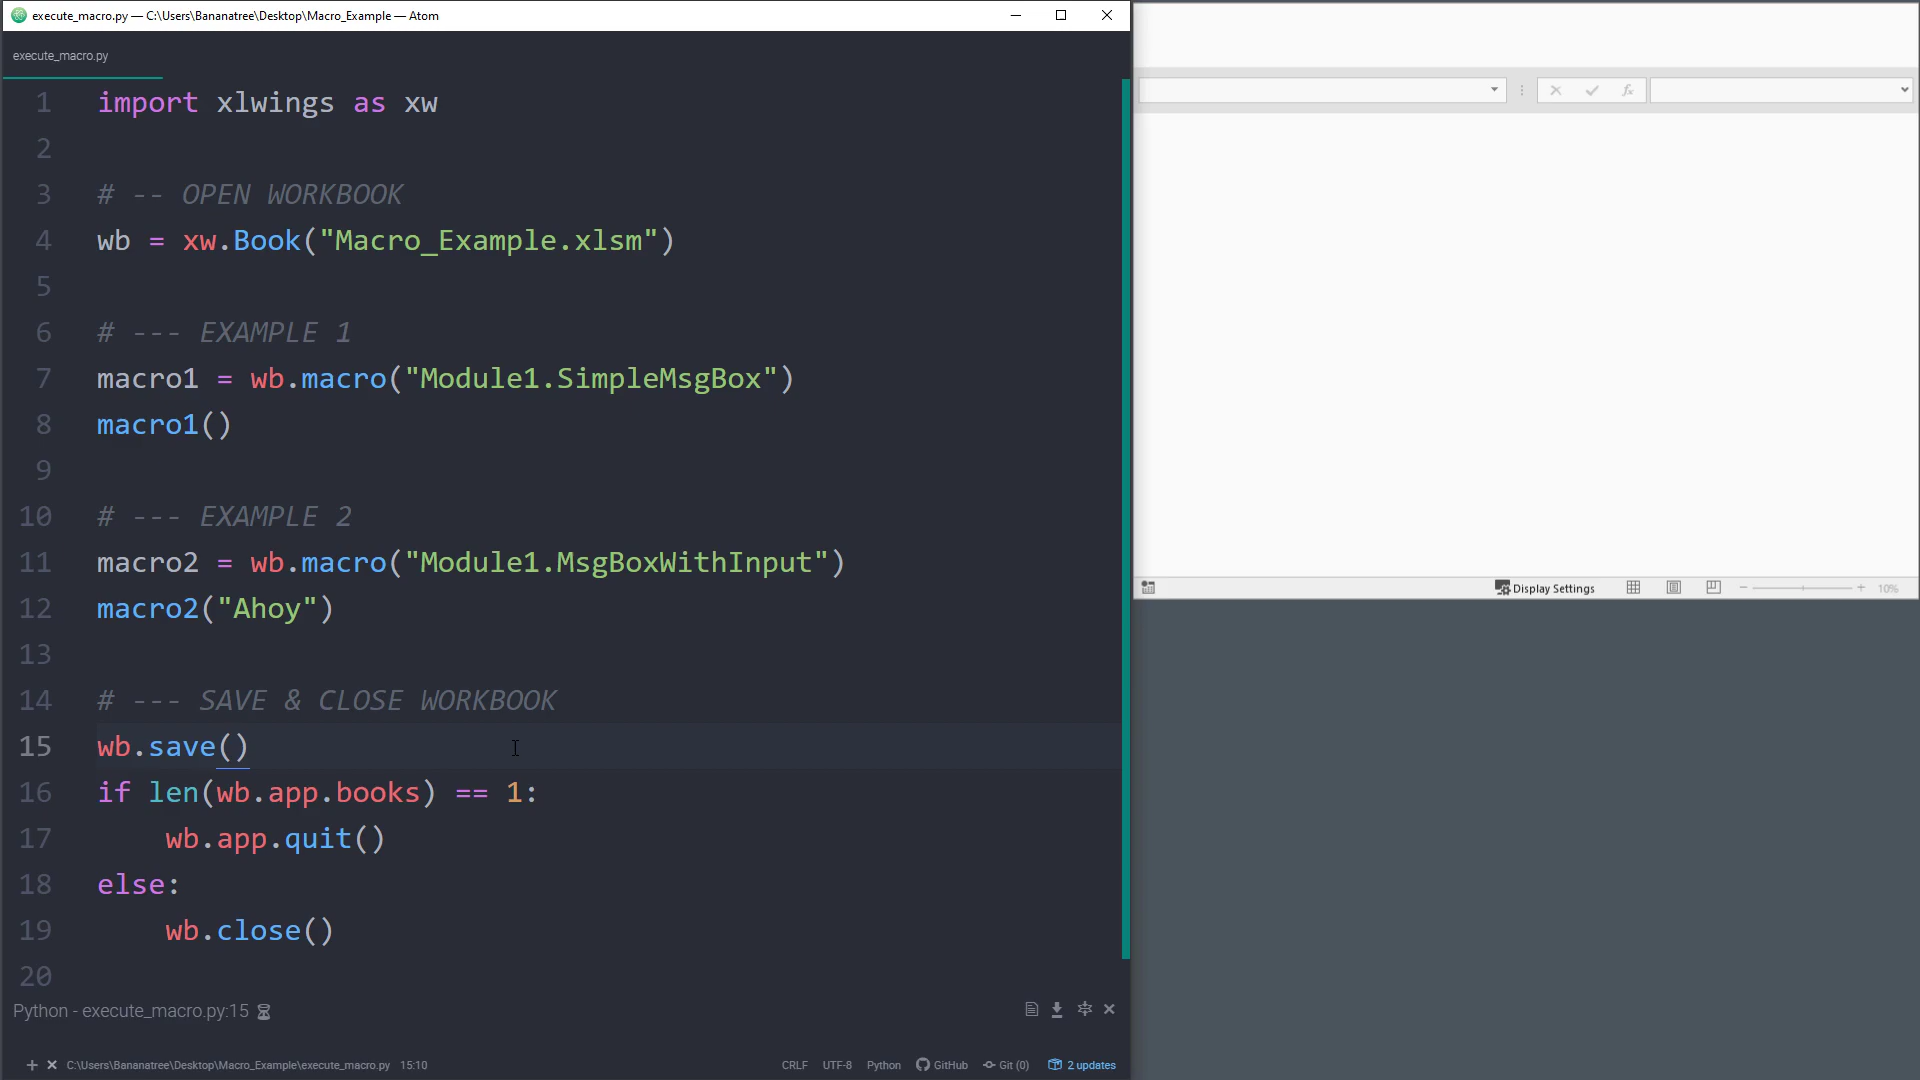 execute_macro.py — C:\Users\Bananatree\Desktop\Macro_Example — Atom
execute_macro.py
1 import xlwings as xw
2
3 # -- OPEN WORKBOOK
4 wb = xw.Book("Macro_Example.xlsm")
5
6 # --- EXAMPLE 1
7 macro1 = wb.macro("Module1.SimpleMsgBox")
8 macro1()
9
10 # --- EXAMPLE 2
11 macro2 = wb.macro("Module1.MsgBoxWithInput")
12 macro2("Ahoy")
13
14 # --- SAVE & CLOSE WORKBOOK
15 wb.save()
16 if len(wb.app.books) == 1:
17     wb.app.quit()
18 else:
19     wb.close()
20
Python - execute_macro.py:15
C:\Users\Bananatree\Desktop\Macro_Example\execute_macro.py 15:10
CRLF UTF-8 Python GitHub Git (0) 2 updates
fx
Display Settings
10%